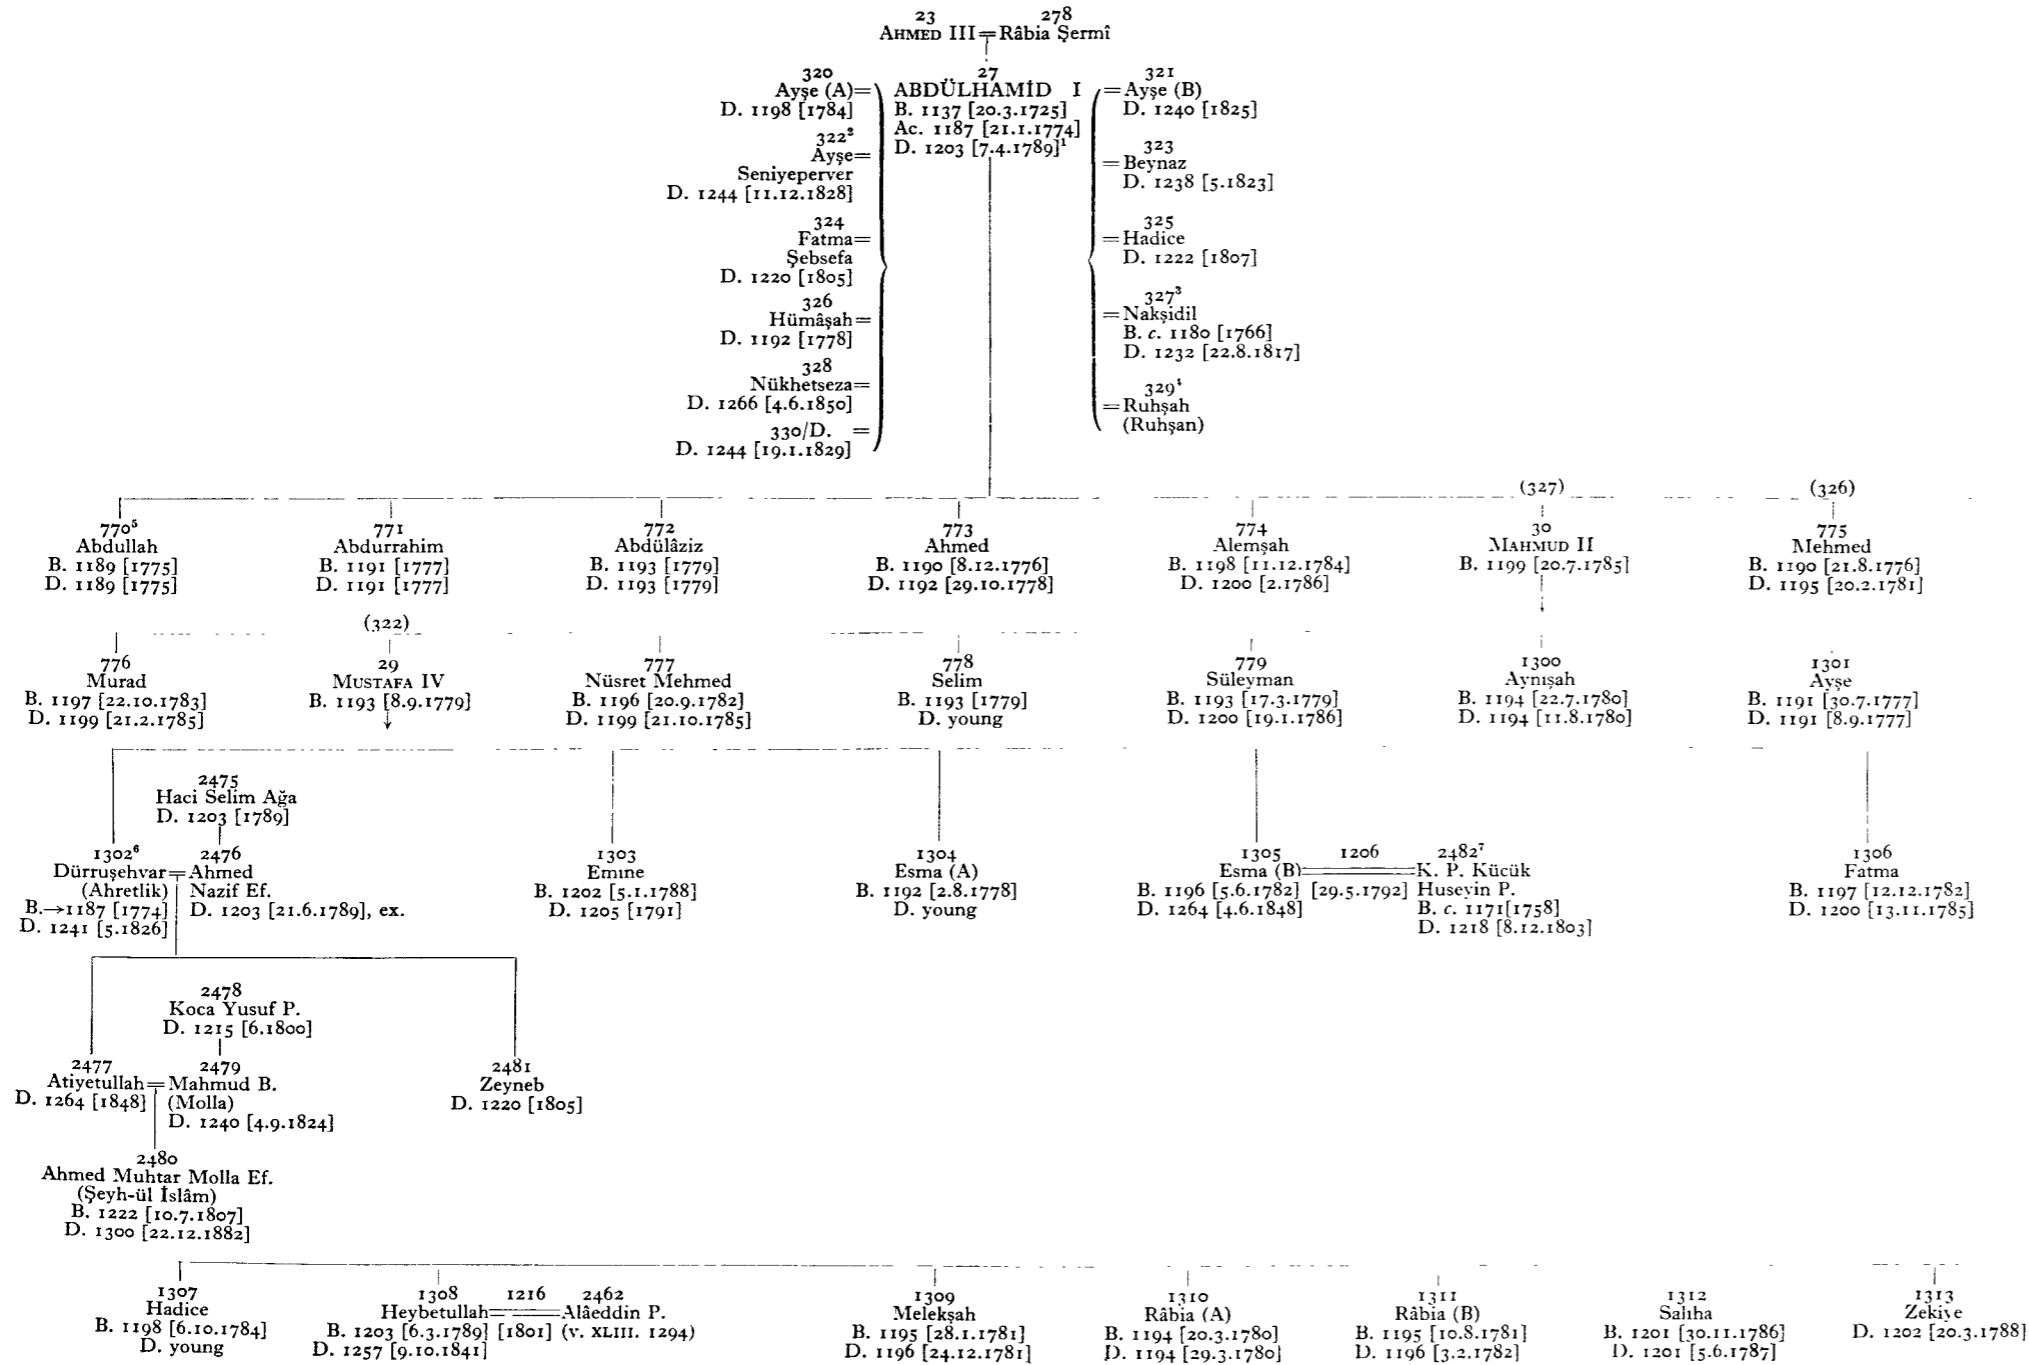 23 278
AHMED III = Râbia Şermî
320
Ayşe (A)=
D. 1198 [1784]
322²
Ayşe=
Seniyeperver
D. 1244 [11.12.1828]
324
Fatma=
Şebsefa
D. 1220 [1805]
326
Hümâşah=
D. 1192 [1778]
328
Nükhetseza=
D. 1266 [4.6.1850]
330/D. =
D. 1244 [19.1.1829]
27
ABDÜLHAMİD I
B. 1137 [20.3.1725]
Ac. 1187 [21.1.1774]
D. 1203 [7.4.1789]¹
321
=Ayşe (B)
D. 1240 [1825]
323
=Beynaz
D. 1238 [5.1823]
325
=Hadice
D. 1222 [1807]
327³
=Nakşidil
B. c. 1180 [1766]
D. 1232 [22.8.1817]
329⁴
=Ruhşah
(Ruhşan)
770⁵
Abdullah
B. 1189 [1775]
D. 1189 [1775]
771
Abdurrahim
B. 1191 [1777]
D. 1191 [1777]
772
Abdülâziz
B. 1193 [1779]
D. 1193 [1779]
773
Ahmed
B. 1190 [8.12.1776]
D. 1192 [29.10.1778]
774
Alemşah
B. 1198 [11.12.1784]
D. 1200 [2.1786]
(327)
30
MAHMUD II
B. 1199 [20.7.1785]
(326)
775
Mehmed
B. 1190 [21.8.1776]
D. 1195 [20.2.1781]
776
Murad
B. 1197 [22.10.1783]
D. 1199 [21.2.1785]
(322)
29
MUSTAFA IV
B. 1193 [8.9.1779]
777
Nüsret Mehmed
B. 1196 [20.9.1782]
D. 1199 [21.10.1785]
778
Selim
B. 1193 [1779]
D. young
779
Süleyman
B. 1193 [17.3.1779]
D. 1200 [19.1.1786]
1300
Aynışah
B. 1194 [22.7.1780]
D. 1194 [11.8.1780]
1301
Ayşe
B. 1191 [30.7.1777]
D. 1191 [8.9.1777]
2475
Haci Selim Ağa
D. 1203 [1789]
1302⁶ 2476
Dürruşehvar=Ahmed
(Ahretlik) Nazif Ef.
B.→1187 [1774] D. 1203 [21.6.1789], ex.
D. 1241 [5.1826]
1303
Emine
B. 1202 [5.1.1788]
D. 1205 [1791]
1304
Esma (A)
B. 1192 [2.8.1778]
D. young
1305 1206 2482⁷
Esma (B)=K. P. Kücük
B. 1196 [5.6.1782] [29.5.1792] Huseyin P.
D. 1264 [4.6.1848] B. c. 1171[1758]
D. 1218 [8.12.1803]
1306
Fatma
B. 1197 [12.12.1782]
D. 1200 [13.11.1785]
2478
Koca Yusuf P.
D. 1215 [6.1800]
2477 2479
Atiyetullah=Mahmud B.
D. 1264 [1848] (Molla)
D. 1240 [4.9.1824]
2481
Zeyneb
D. 1220 [1805]
2480
Ahmed Muhtar Molla Ef.
(Şeyh-ül İslâm)
B. 1222 [10.7.1807]
D. 1300 [22.12.1882]
1307
Hadice
B. 1198 [6.10.1784]
D. young
1308 1216 2462
Heybetullah=Alâeddin P.
B. 1203 [6.3.1789] [1801] (v. XLIII. 1294)
D. 1257 [9.10.1841]
1309
Melekşah
B. 1195 [28.1.1781]
D. 1196 [24.12.1781]
1310
Râbia (A)
B. 1194 [20.3.1780]
D. 1194 [29.3.1780]
1311
Râbia (B)
B. 1195 [10.8.1781]
D. 1196 [3.2.1782]
1312
Saliha
B. 1201 [30.11.1786]
D. 1201 [5.6.1787]
1313
Zekiye
D. 1202 [20.3.1788]